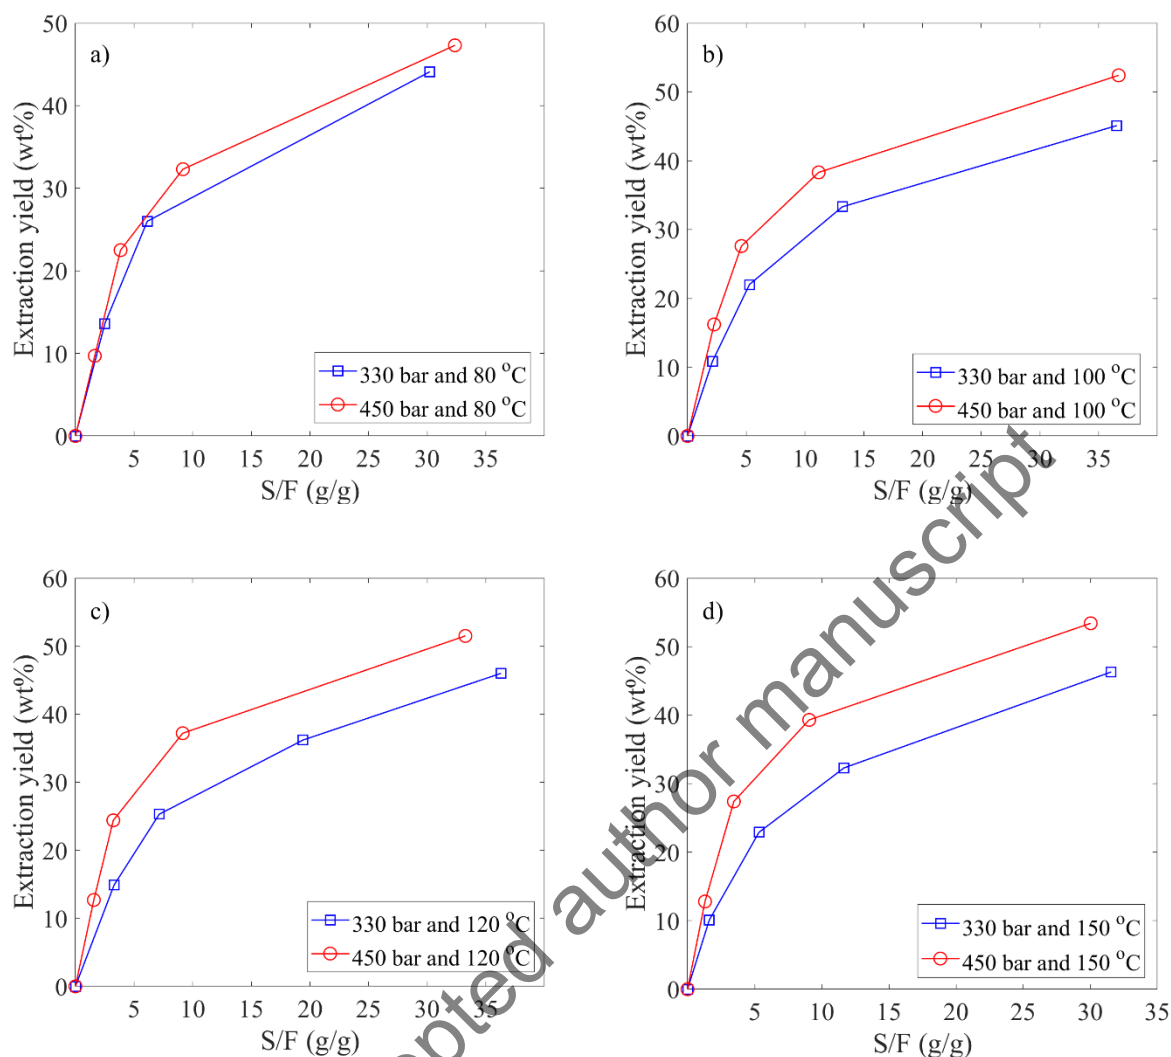 a)
50
40
30
20
10
0
Extraction yield (wt%)
5 10 15 20 25 30 35
S/F (g/g)
330 bar and 80 °C
450 bar and 80 °C
b)
60
50
40
30
20
10
0
Extraction yield (wt%)
5 10 15 20 25 30 35
S/F (g/g)
330 bar and 100 °C
450 bar and 100 °C
c)
60
50
40
30
20
10
0
Extraction yield (wt%)
5 10 15 20 25 30 35
S/F (g/g)
330 bar and 120 °C
450 bar and 120 °C
d)
60
50
40
30
20
10
0
Extraction yield (wt%)
5 10 15 20 25 30 35
S/F (g/g)
330 bar and 150 °C
450 bar and 150 °C
epted author manuscript